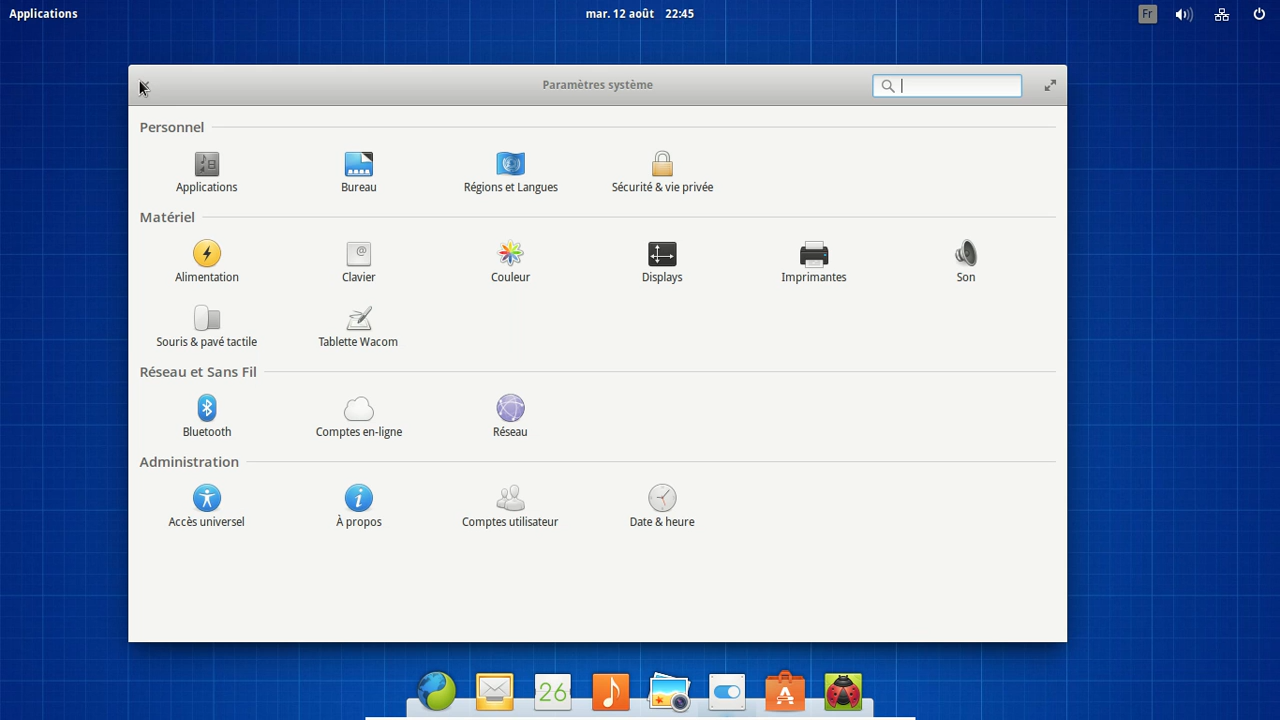 Applications mar. 12 août 22:45 Fr
Paramètres système
Personnel
Applications Bureau Régions et Langues Sécurité & vie privée
Matériel
Alimentation Clavier Couleur Displays Imprimantes Son
Souris & pavé tactile Tablette Wacom
Réseau et Sans Fil
Bluetooth Comptes en-ligne Réseau
Administration
Accès universel À propos Comptes utilisateur Date & heure
26